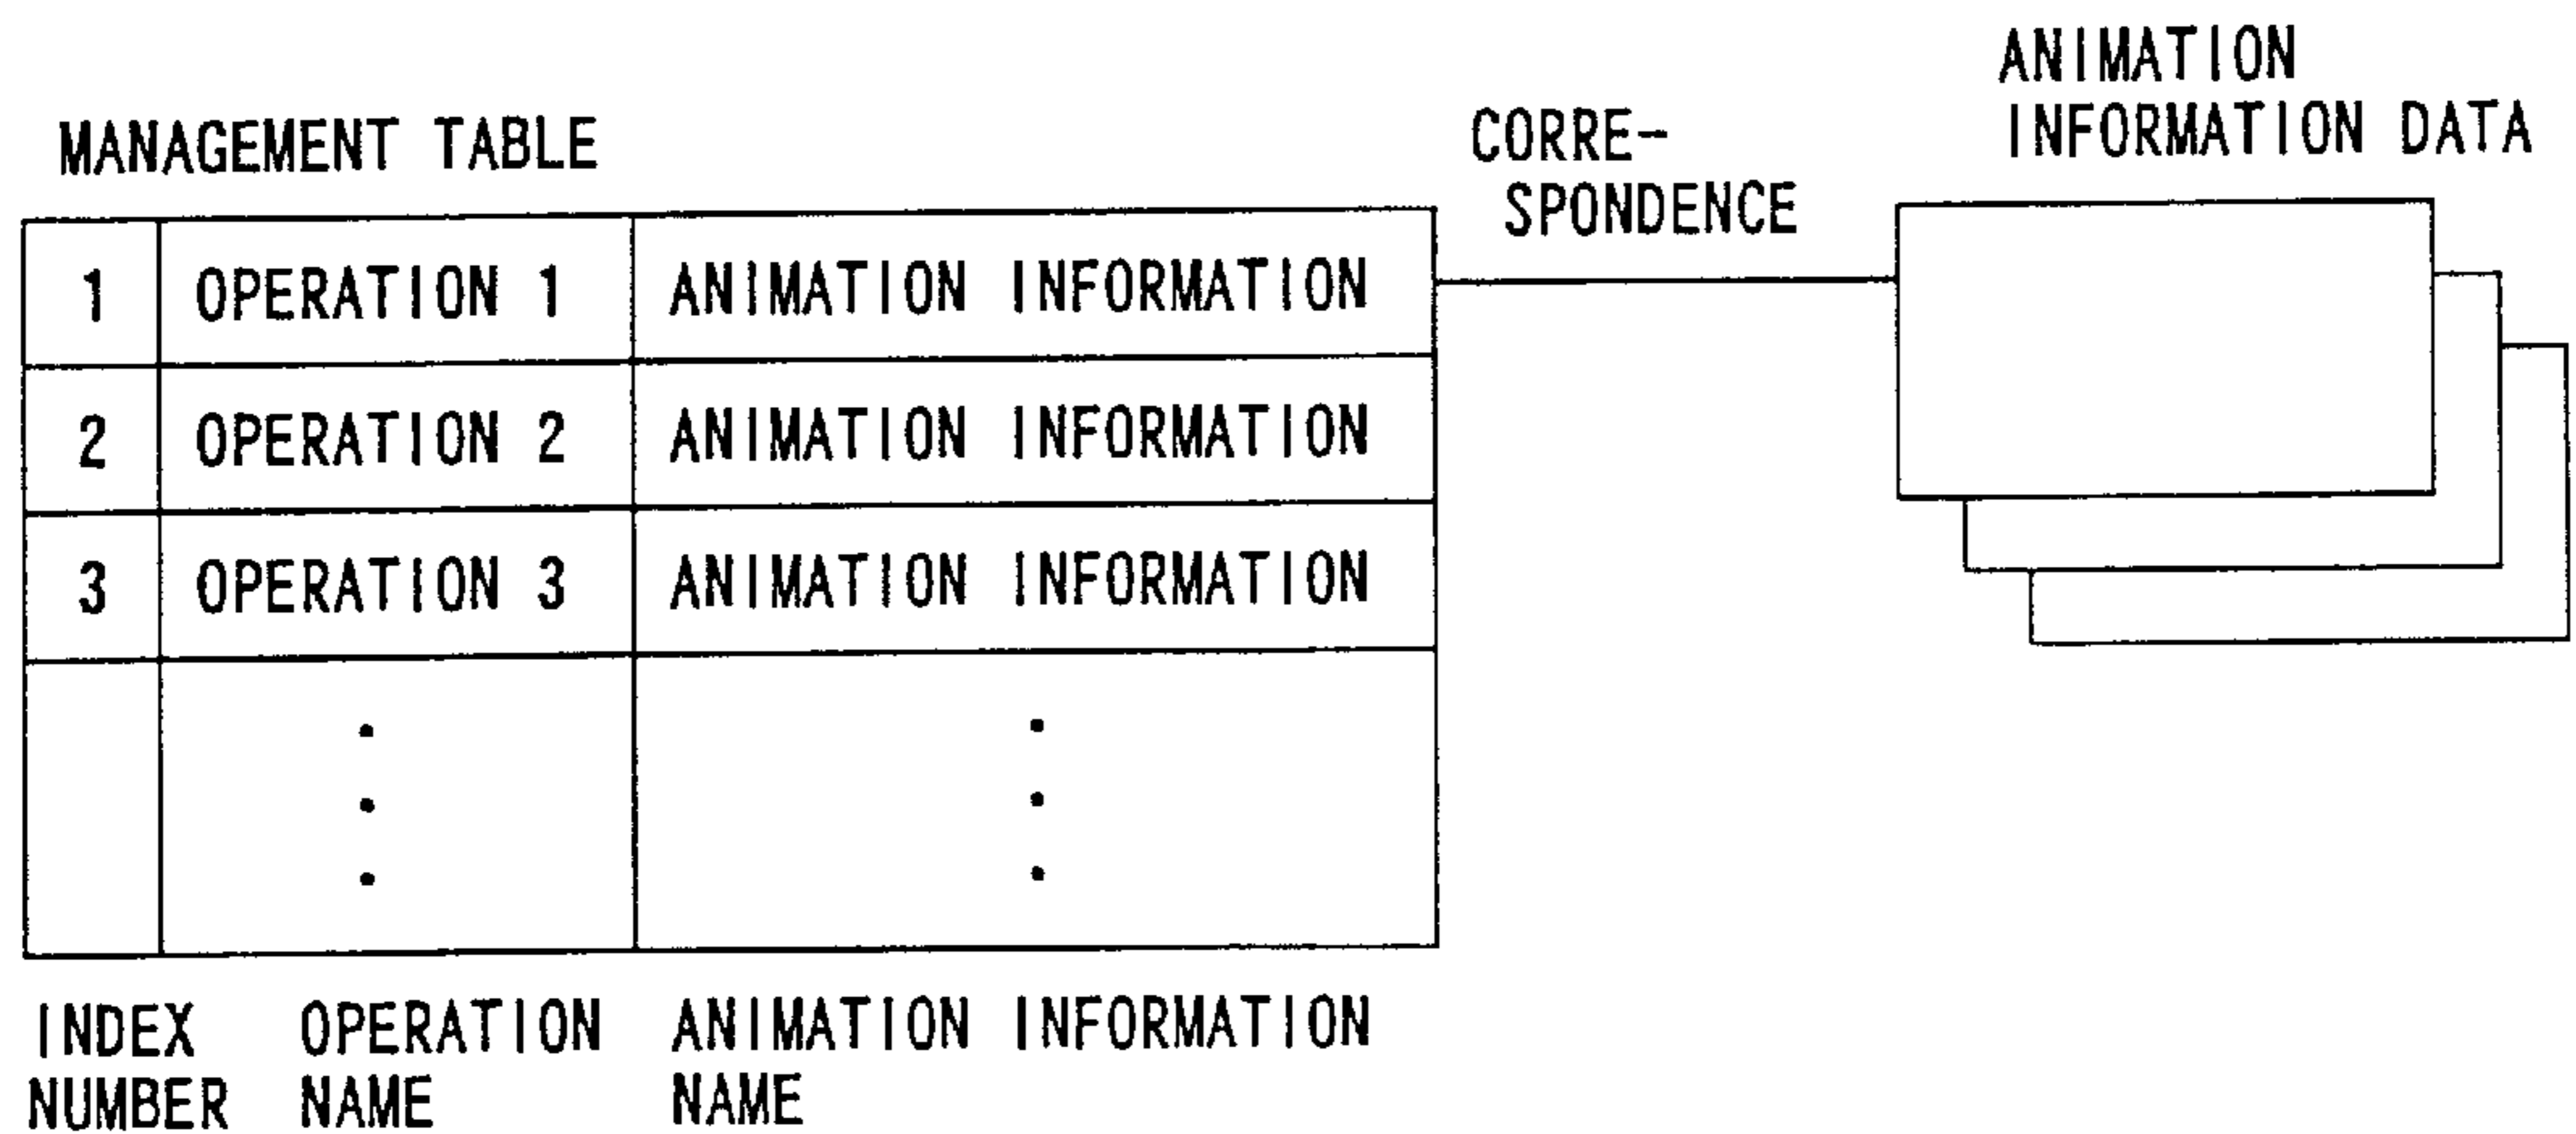 ANIMATION
INFORMATION DATA
MANAGEMENT TABLE
CORRE-
SPONDENCE
1 OPERATION 1 ANIMATION INFORMATION
2 OPERATION 2 ANIMATION INFORMATION
3 OPERATION 3 ANIMATION INFORMATION
INDEX OPERATION ANIMATION INFORMATION
NUMBER NAME NAME